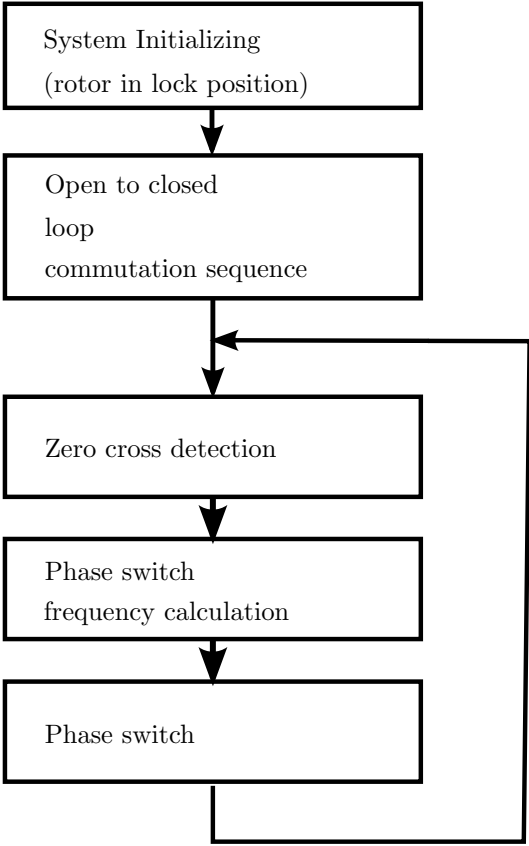 System Initializing
(rotor in lock position)
Open to closed
loop
commutation sequence
Zero cross detection
Phase switch
frequency calculation
Phase switch